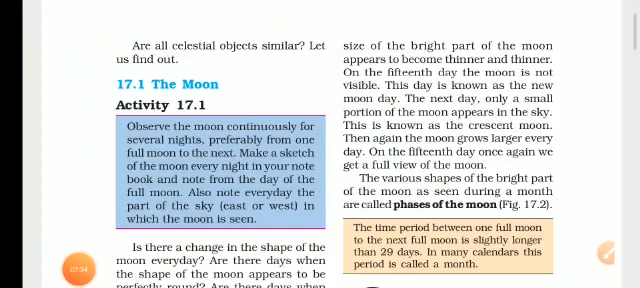 Are all celestial objects similar? Let
us find out.
17.1 The Moon
Activity 17.1
Observe the moon continuously for
several nights, preferably from one
full moon to the next. Make a sketch
of the moon every night in your note
book and note from the day of the
full moon. Also note everyday the
part of the sky (east or west) in
which the moon is seen.
Is there a change in the shape of the
moon everyday? Are there days when
the shape of the moon appears to be
perfectly round? Are there days when
size of the bright part of the moon
appears to become thinner and thinner.
On the fifteenth day the moon is not
visible. This day is known as the new
moon day. The next day, only a small
portion of the moon appears in the sky.
This is known as the crescent moon.
Then again the moon grows larger every
day. On the fifteenth day once again we
get a full view of the moon.
The various shapes of the bright part
of the moon as seen during a month
are called phases of the moon (Fig. 17.2).
The time period between one full moon
to the next full moon is slightly longer
than 29 days. In many calendars this
period is called a month.
07:34